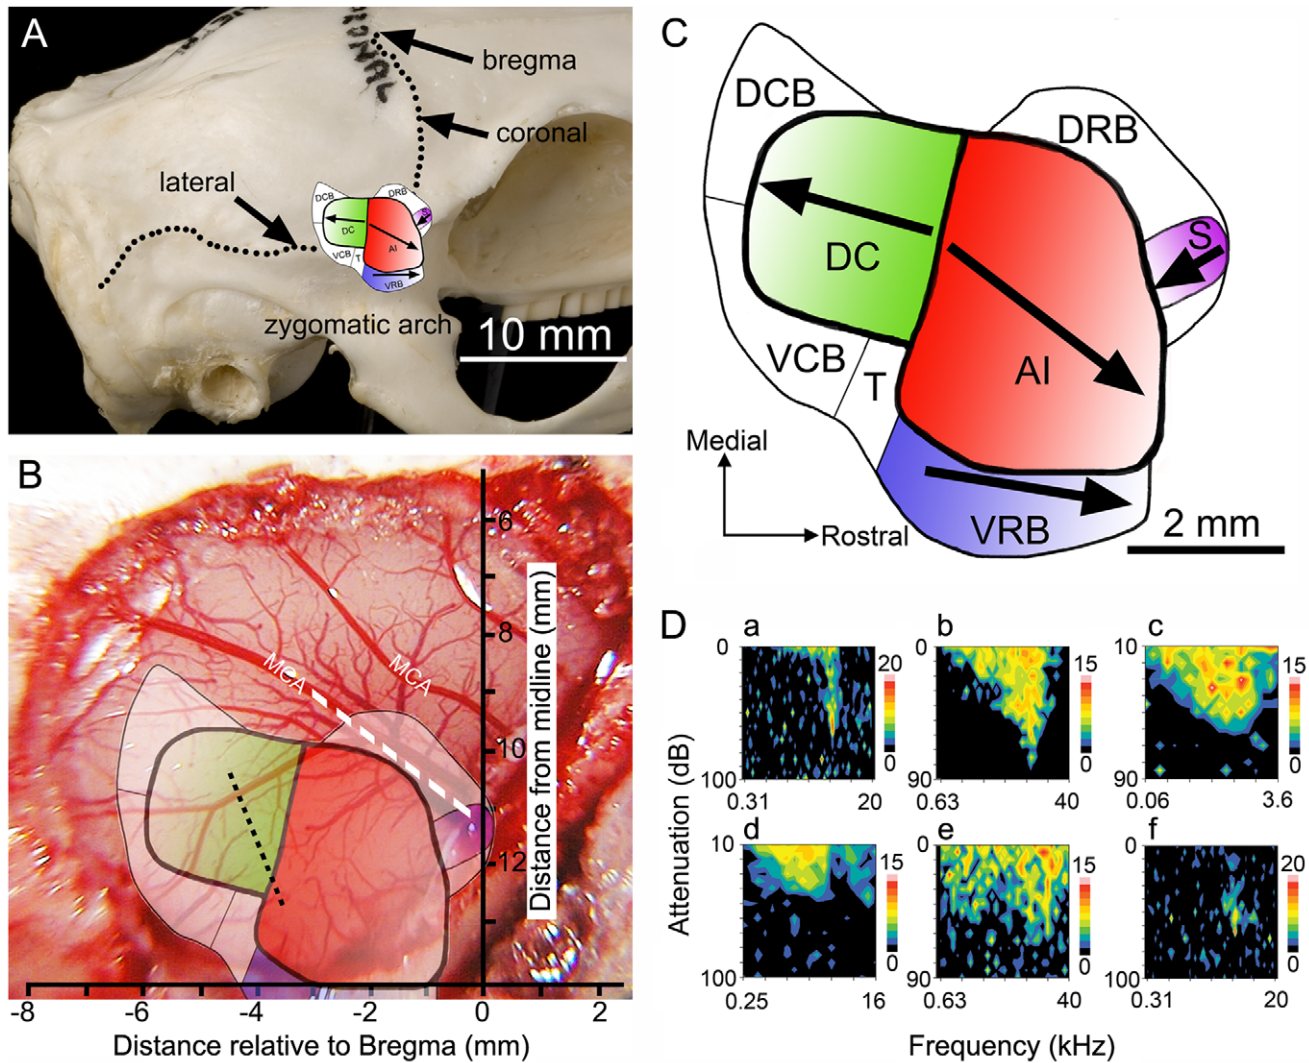 A
CORONAL
bregma
coronal
lateral
DCB
DRB
S
DC
AI
VCB
T
VRB
zygomatic arch
10 mm
B
MCA
MCA
6
8
10
12
Distance from midline (mm)
-8
-6
-4
-2
0
2
Distance relative to Bregma (mm)
C
DCB
DRB
S
DC
AI
VCB
T
VRB
Medial
Rostral
2 mm
D
Attenuation (dB)
Frequency (kHz)
a
0
100
0.31
20
20
0
b
0
90
0.63
40
15
0
c
10
90
0.06
3.6
15
0
d
10
100
0.25
16
15
0
e
0
90
0.63
40
15
0
f
0
100
0.31
20
20
0